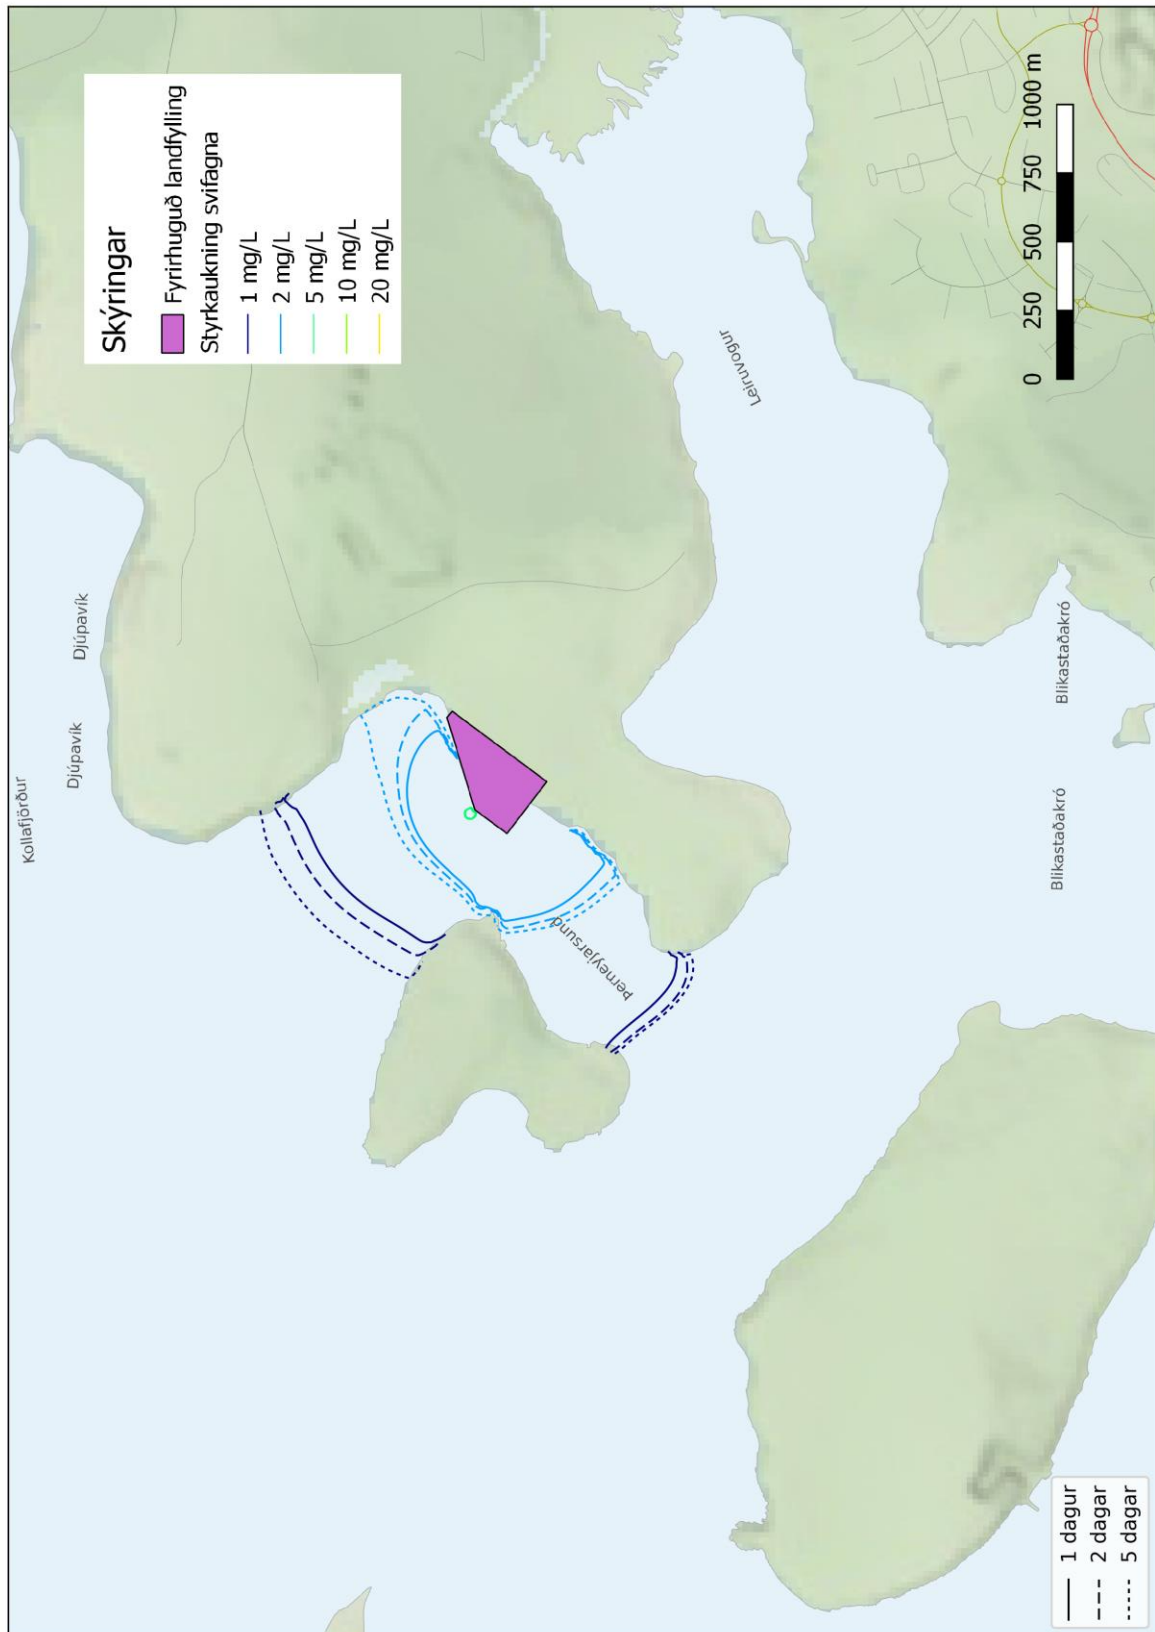 Skýringar
Fyrirhuguð landfylling
Styrkaukning svifagna
1 mg/L
2 mg/L
5 mg/L
10 mg/L
20 mg/L
Kollafjörður
Djúpavík
Djúpavík
Þerneyjarsund
Leiruvogur
Blikastaðakró
Blikastaðakró
0 250 500 750 1000 m
1 dagur
2 dagar
5 dagar